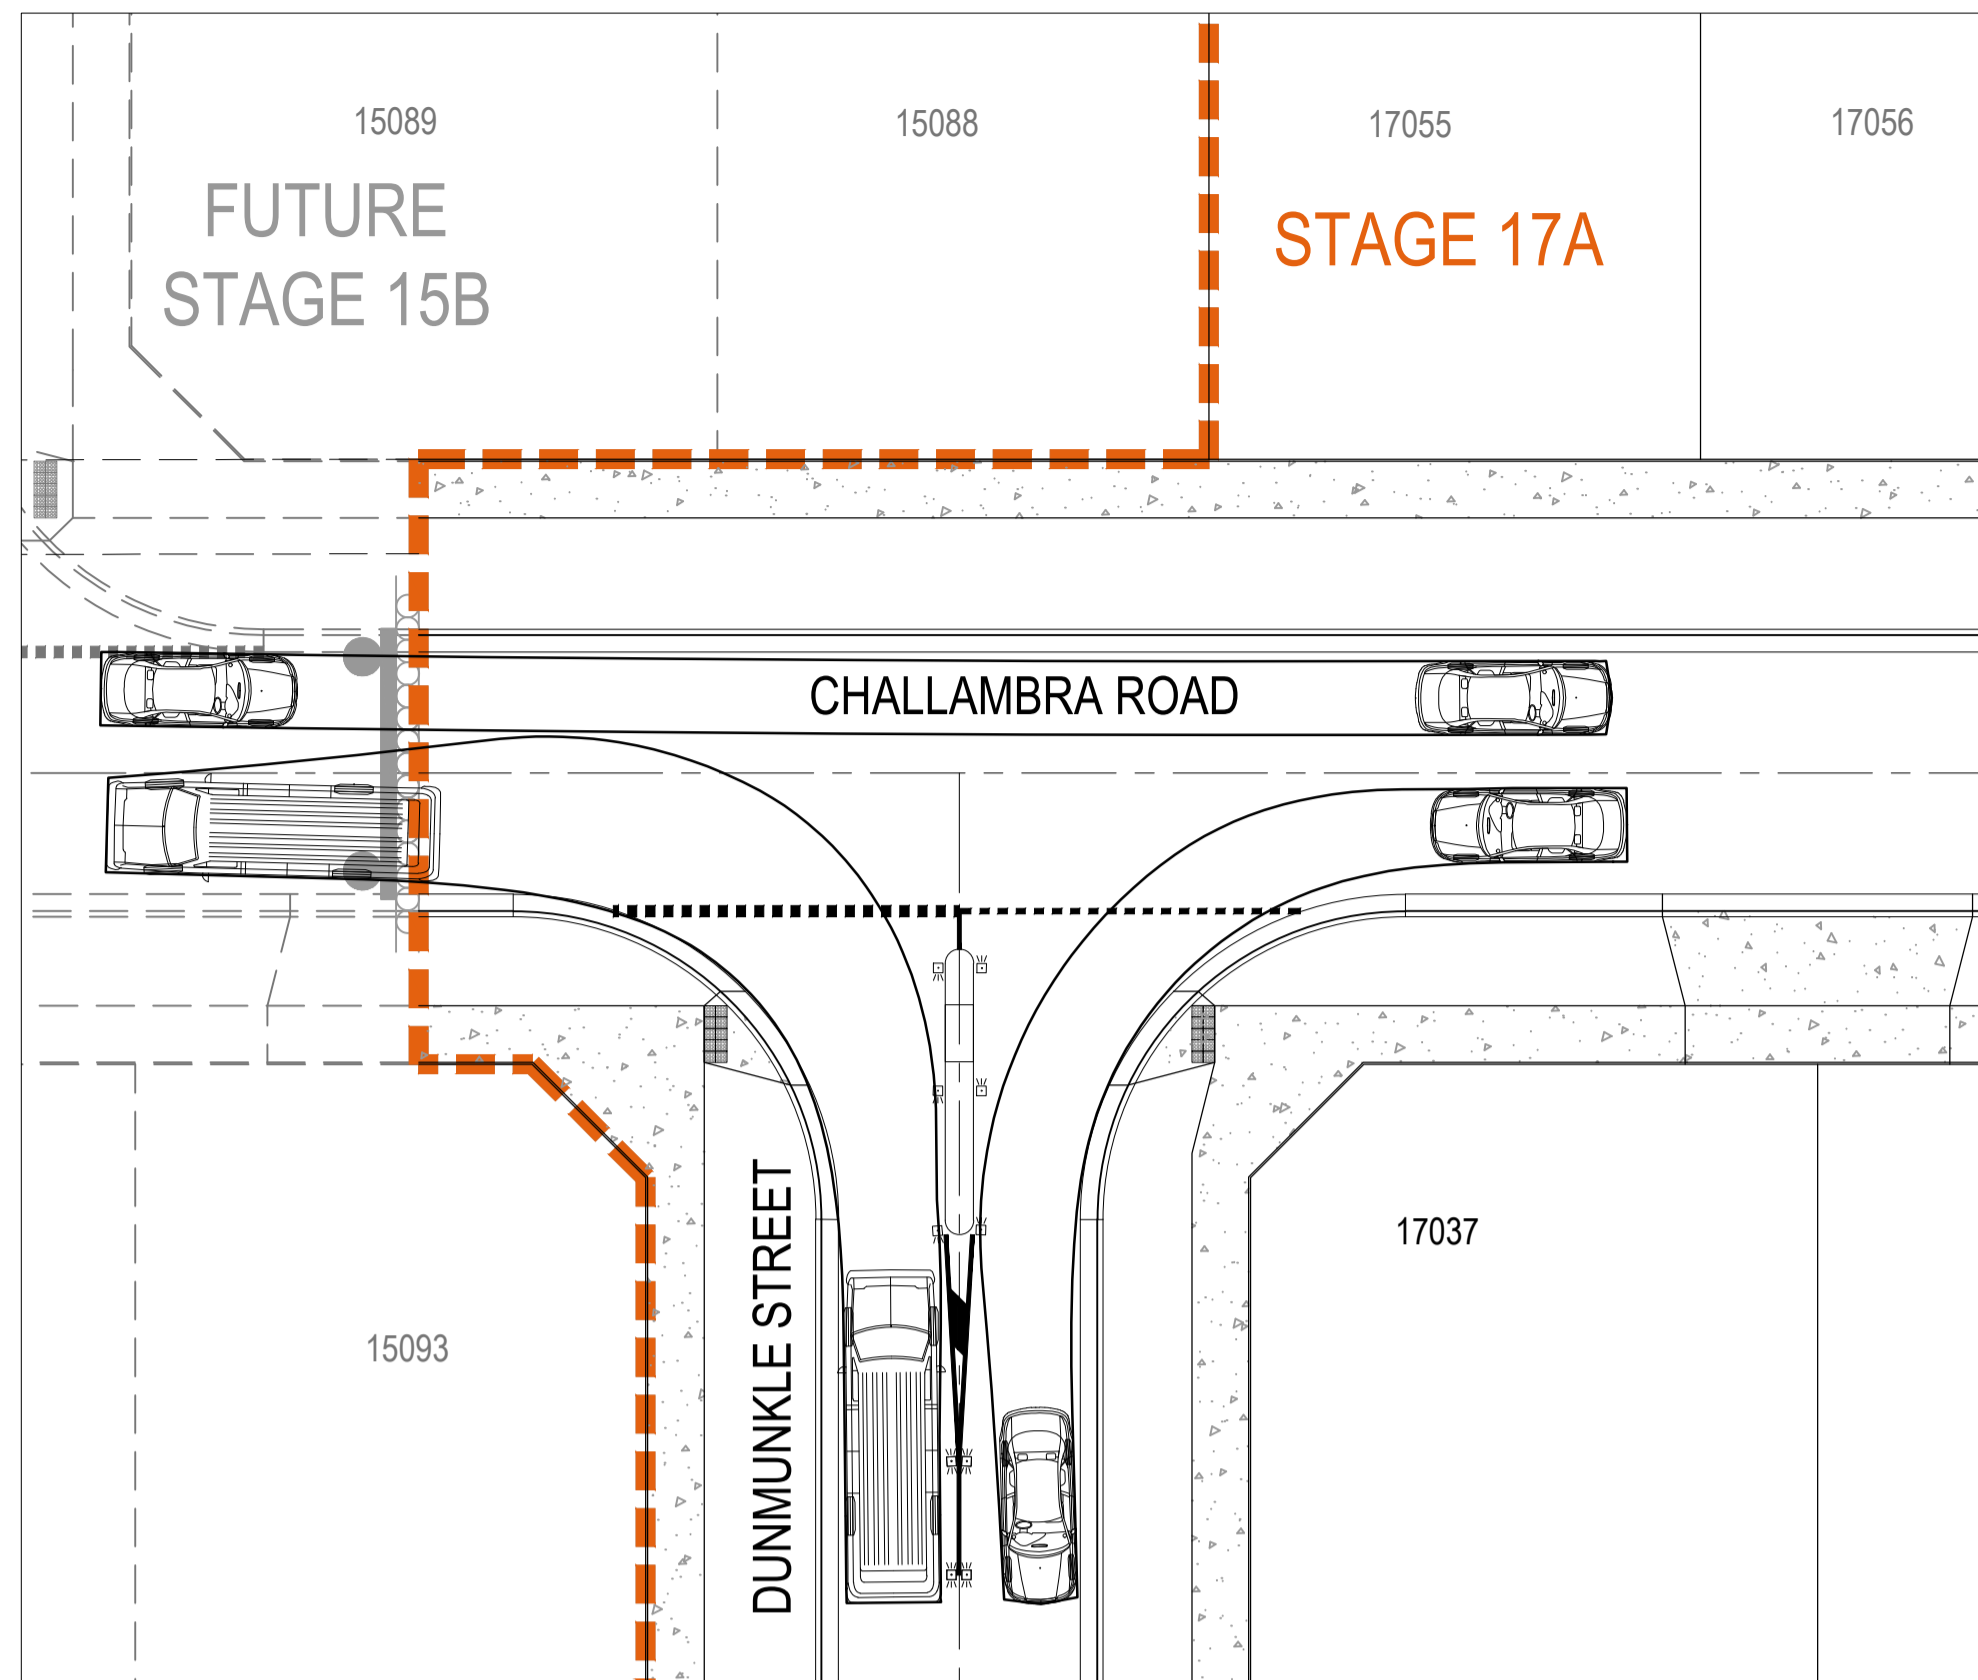 15089
15088
17055
17056
FUTURE
STAGE 15B
STAGE 17A
CHALLAMBRA ROAD
DUNMUNKLE STREET
17037
15093